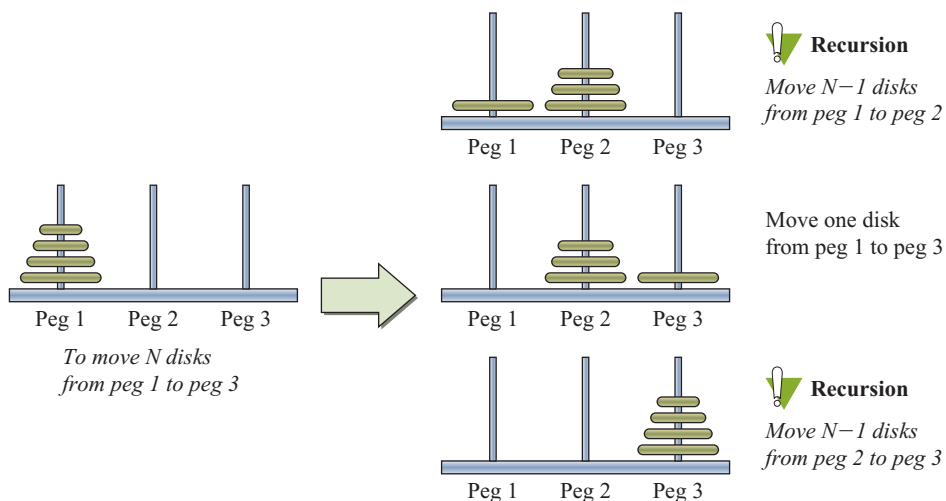 Recursion
Move N−1 disks
from peg 1 to peg 2
Peg 1 Peg 2 Peg 3
Move one disk
from peg 1 to peg 3
Peg 1 Peg 2 Peg 3
To move N disks
from peg 1 to peg 3
Peg 1 Peg 2 Peg 3
Recursion
Move N−1 disks
from peg 2 to peg 3
Peg 1 Peg 2 Peg 3